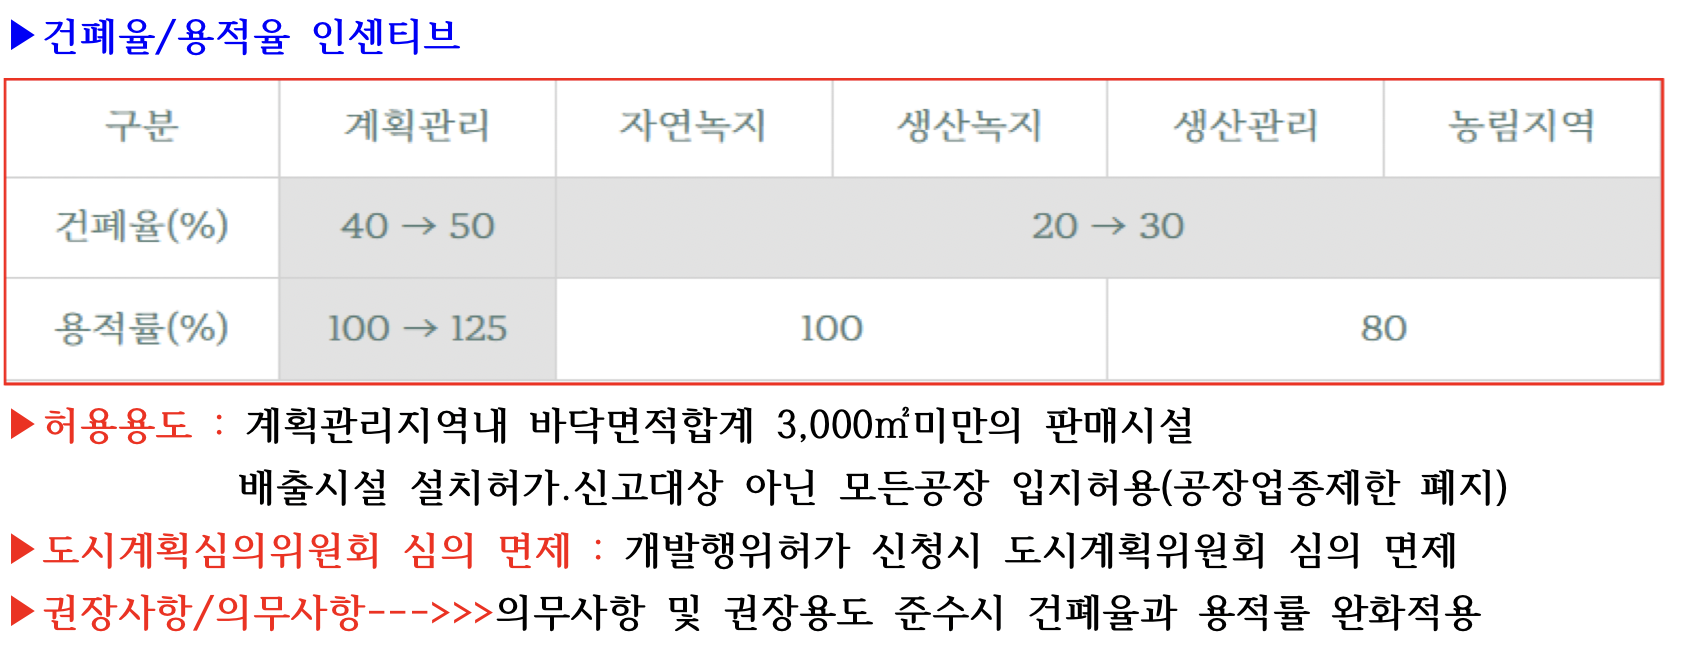 ▶건폐율/용적율 인센티브
구분 계획관리 자연녹지 생산녹지 생산관리 농림지역
건폐율(%) 40 → 50 20 → 30
용적률(%) 100 → 125 100 80
▶허용용도 : 계획관리지역내 바닥면적합계 3,000㎡미만의 판매시설
배출시설 설치허가.신고대상 아닌 모든공장 입지허용(공장업종제한 폐지)
▶도시계획심의위원회 심의 면제 : 개발행위허가 신청시 도시계획위원회 심의 면제
▶권장사항/의무사항--->>>의무사항 및 권장용도 준수시 건폐율과 용적률 완화적용